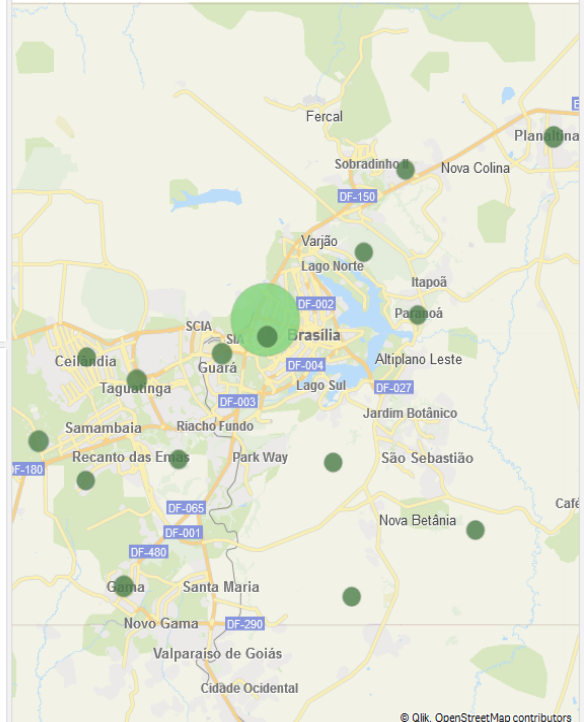 Fercal
Planaltina
Sobradinho II
Nova Colina
DF-150
Varjão
Lago Norte
Itapoã
DF-002
Paranoá
SCIA
SIA
Brasília
Ceilândia
Guará
DF-004
Altiplano Leste
Taguatinga
Lago Sul
DF-027
DF-003
Jardim Botânico
Samambaia
Riacho Fundo
Recanto das Emas
Park Way
São Sebastião
DF-180
Café
DF-065
Nova Betânia
DF-001
DF-480
Gama
Santa Maria
Novo Gama
DF-290
Valparaíso de Goiás
Cidade Ocidental
© Qlik, OpenStreetMap contributors